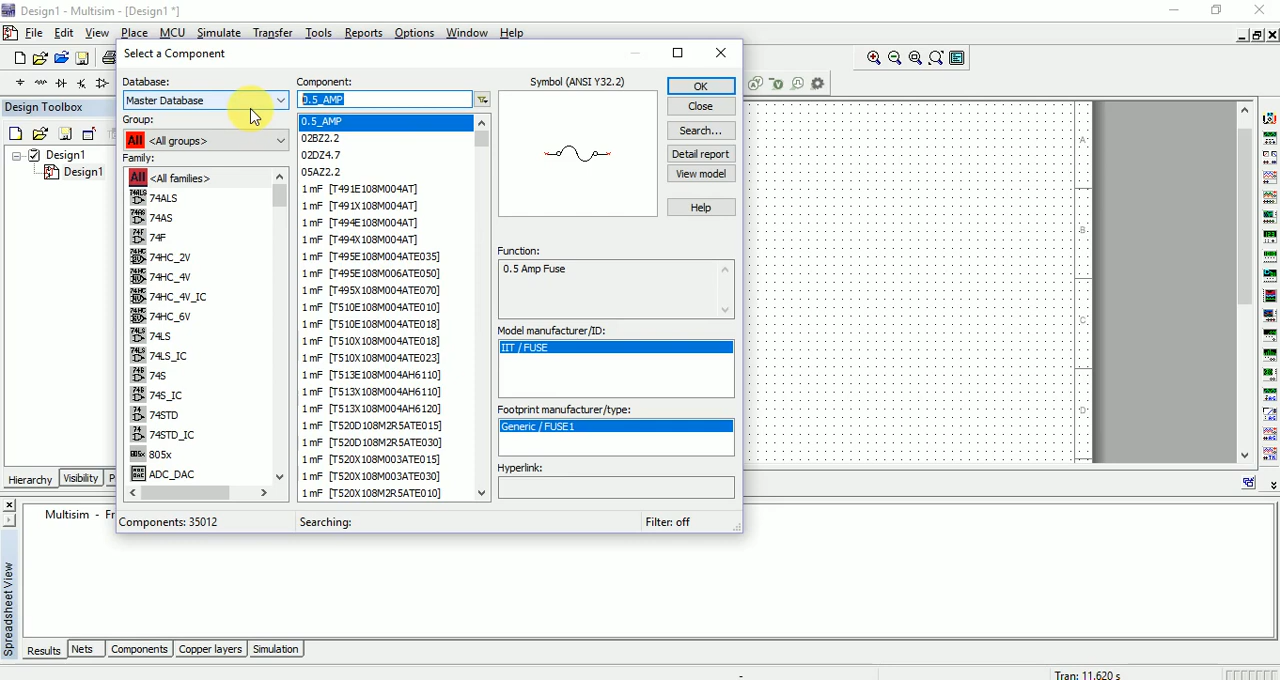 Design1 - Multisim - [Design1 *]
File Edit View Place MCU Simulate Transfer Tools Reports Options Window Help
Select a Component
Design Toolbox
Design1
Design1
Hierarchy Visibility P
Database:
Master Database
Group:
All <All groups>
Family:
All <All families>
74ALS
74AS
74F
74HC_2V
74HC_4V
74HC_4V_IC
74HC_6V
74LS
74LS_IC
74S
74S_IC
74STD
74STD_IC
805x
ADC_DAC
Component:
0.5_AMP
0.5_AMP
02BZ2.2
02DZ4.7
05AZ2.2
1 mF [T491E108M004AT]
1 mF [T491X108M004AT]
1 mF [T494E108M004AT]
1 mF [T494X108M004AT]
1 mF [T495E108M004ATE035]
1 mF [T495E108M006ATE050]
1 mF [T495X108M004ATE070]
1 mF [T510E108M004ATE010]
1 mF [T510E108M004ATE018]
1 mF [T510X108M004ATE018]
1 mF [T510X108M004ATE023]
1 mF [T513E108M004AH6110]
1 mF [T513X108M004AH6110]
1 mF [T513X108M004AH6120]
1 mF [T520D108M2R5ATE015]
1 mF [T520D108M2R5ATE030]
1 mF [T520X108M003ATE015]
1 mF [T520X108M003ATE030]
1 mF [T520X108M2R5ATE010]
Symbol (ANSI Y32.2)
OK
Close
Search...
Detail report
View model
Help
Function:
0.5 Amp Fuse
Model manufacturer/ID:
IIT / FUSE
Footprint manufacturer/type:
Generic / FUSE1
Hyperlink:
Components: 35012 Searching: Filter: off
A
B
C
D
Multisim - Fr
Spreadsheet View
Results Nets Components Copper layers Simulation
- Tran: 11.620 s